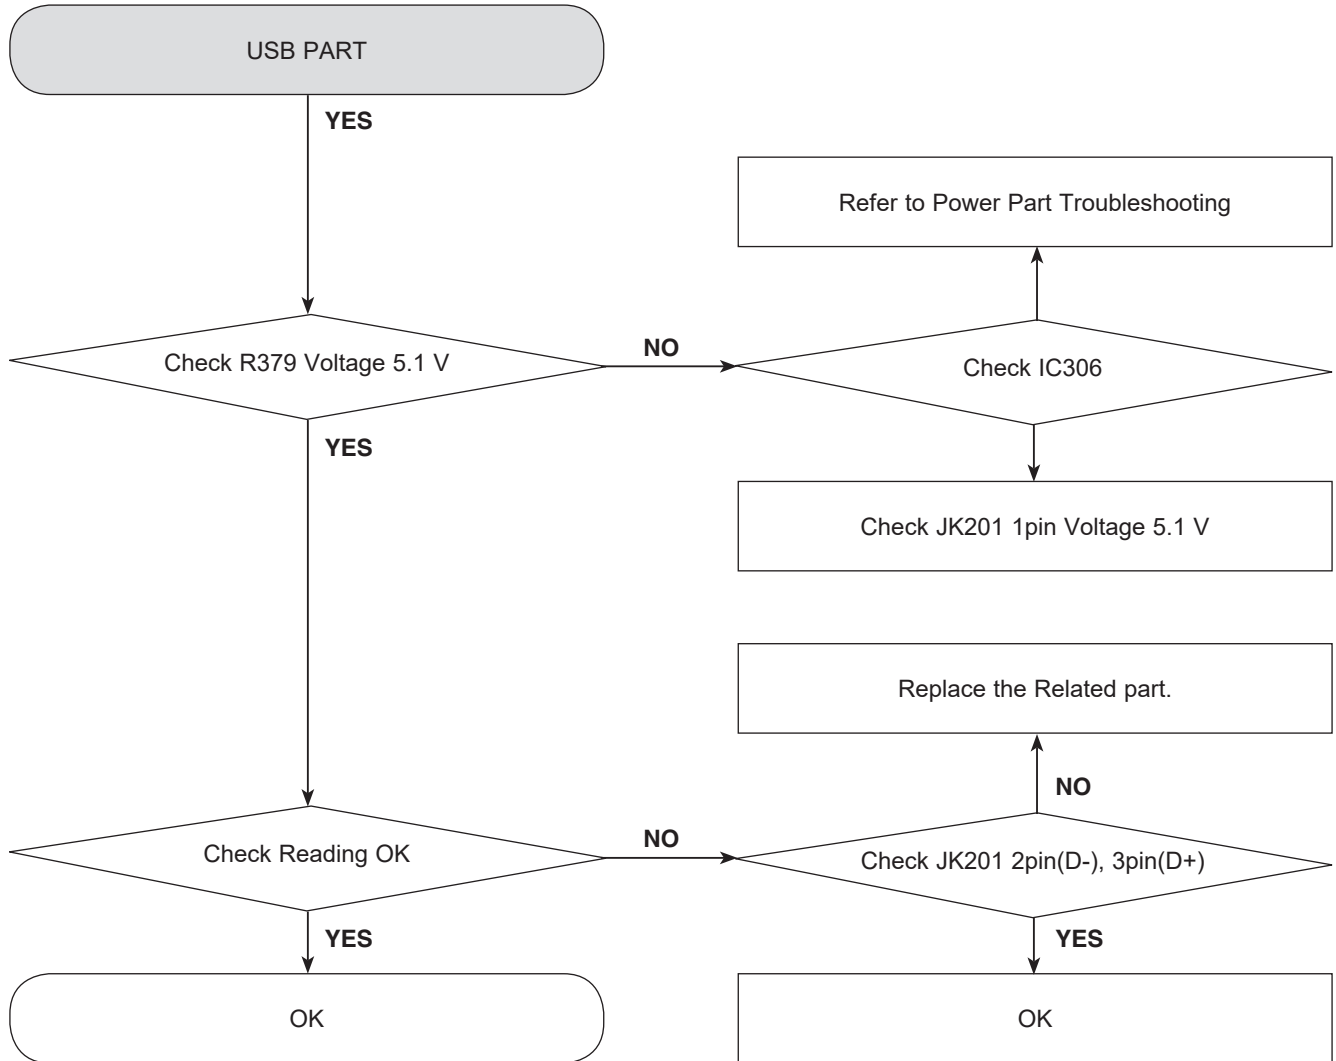 USB PART
YES
Refer to Power Part Troubleshooting
Check R379 Voltage 5.1 V
NO
Check IC306
YES
Check JK201 1pin Voltage 5.1 V
Replace the Related part.
NO
Check Reading OK
NO
Check JK201 2pin(D-), 3pin(D+)
YES
YES
OK
OK